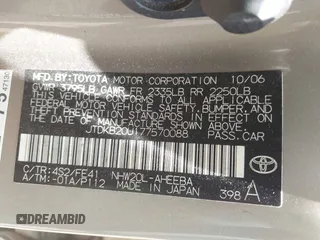 MFD.BY:TOYOTA MOTOR CORPORATION 10/06
GVWR 3795LB GAWR FR 2335LB RR 2250LB
THIS VEHICLE CONFORMS TO ALL APPLICABLE
FEDERAL MOTOR VEHICLE SAFETY, BUMPER, AND
THEFT PREVENTION STANDARDS IN EFFECT ON THE
DATE OF MANUFACTURE SHOWN ABOVE.
JTDKB20U177570088 PASS.CAR
C/TR: 4S2/FE41 NHW20L-AHEEBA
A/TM: -01A/P112 MADE IN JAPAN 398 A
TOYOTA
DREAMBID